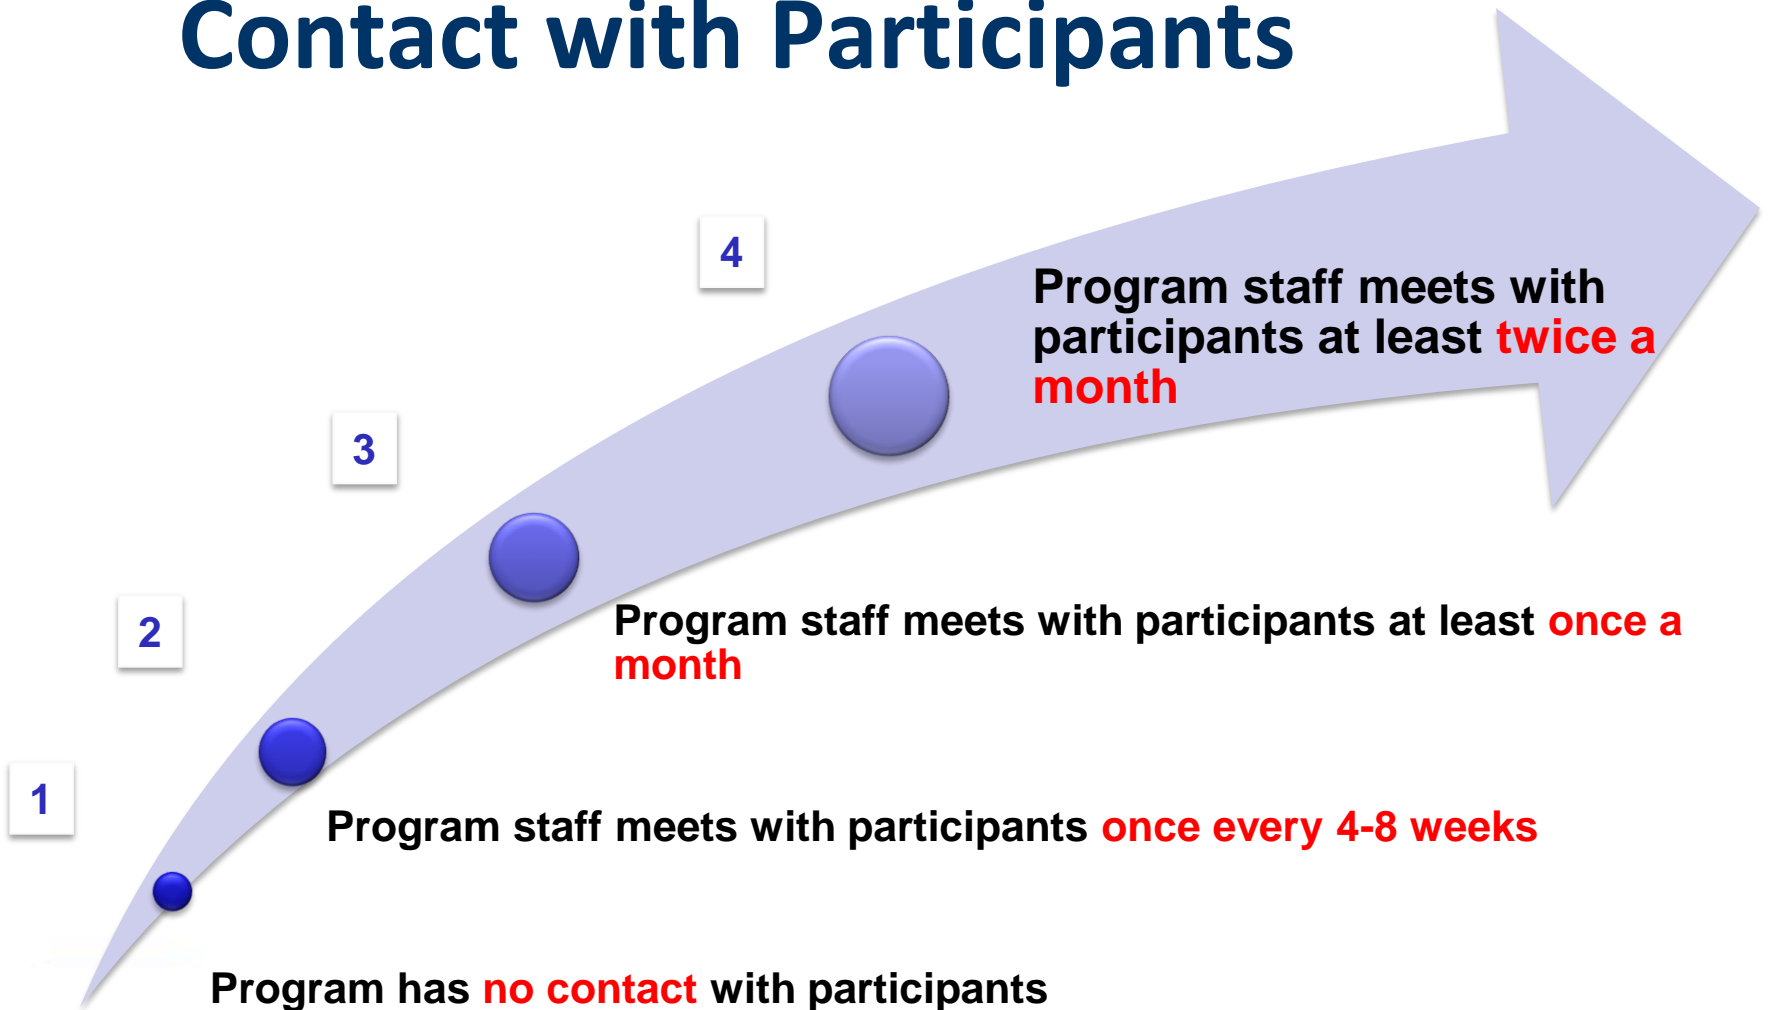 Contact with Participants
4
Program staff meets with
participants at least twice a
month
3
Program staff meets with participants at least once a
month
2
Program staff meets with participants once every 4-8 weeks
1
Program has no contact with participants